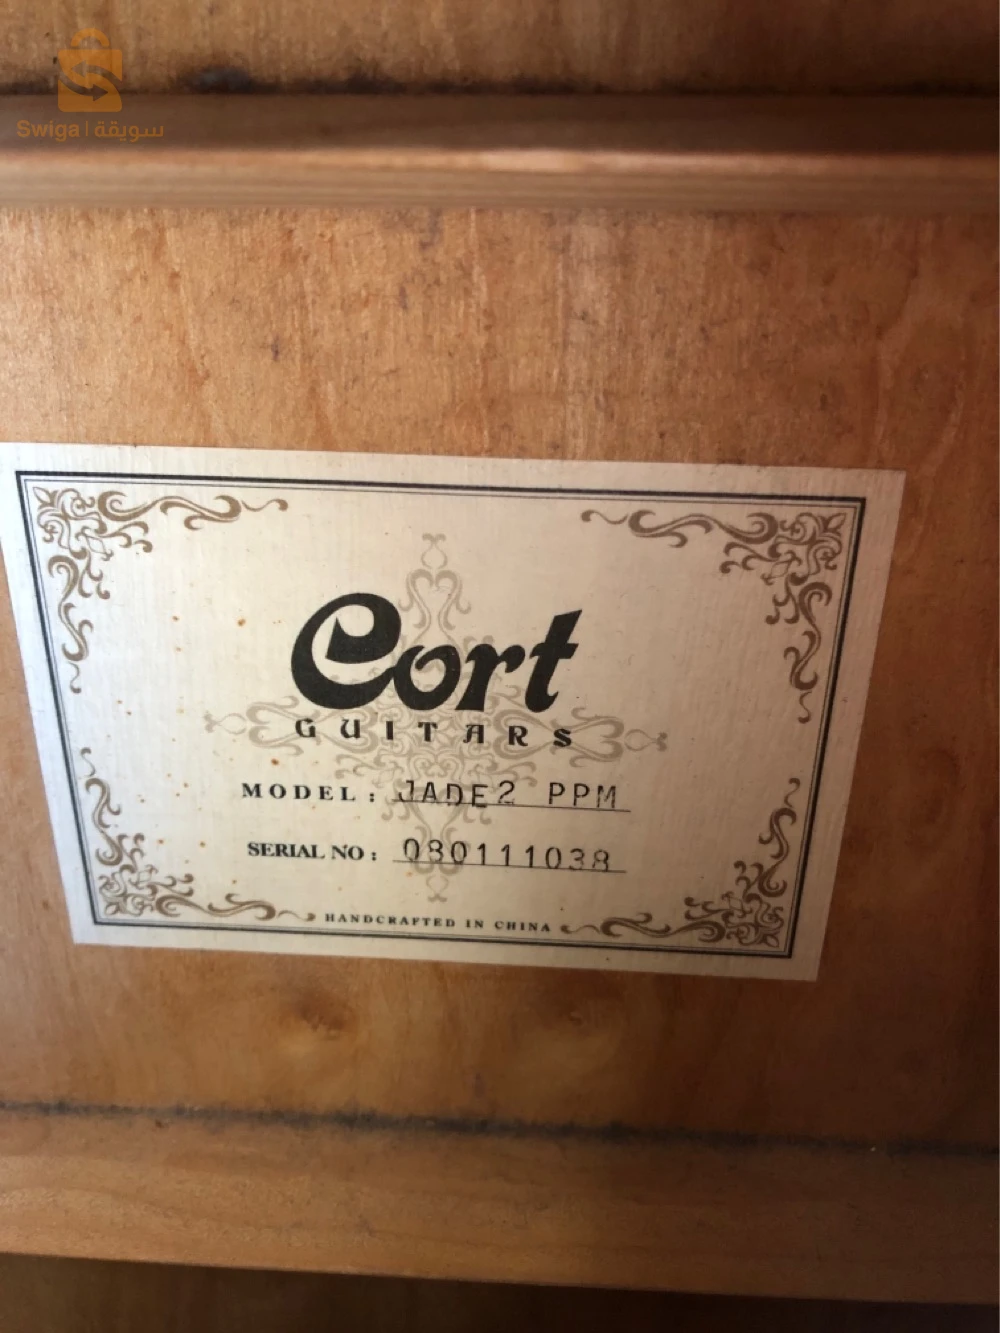 Swiga | سويقة
Cort
GUITARS
MODEL: JADE2 PPM
SERIAL NO: 080111038
HANDCRAFTED IN CHINA